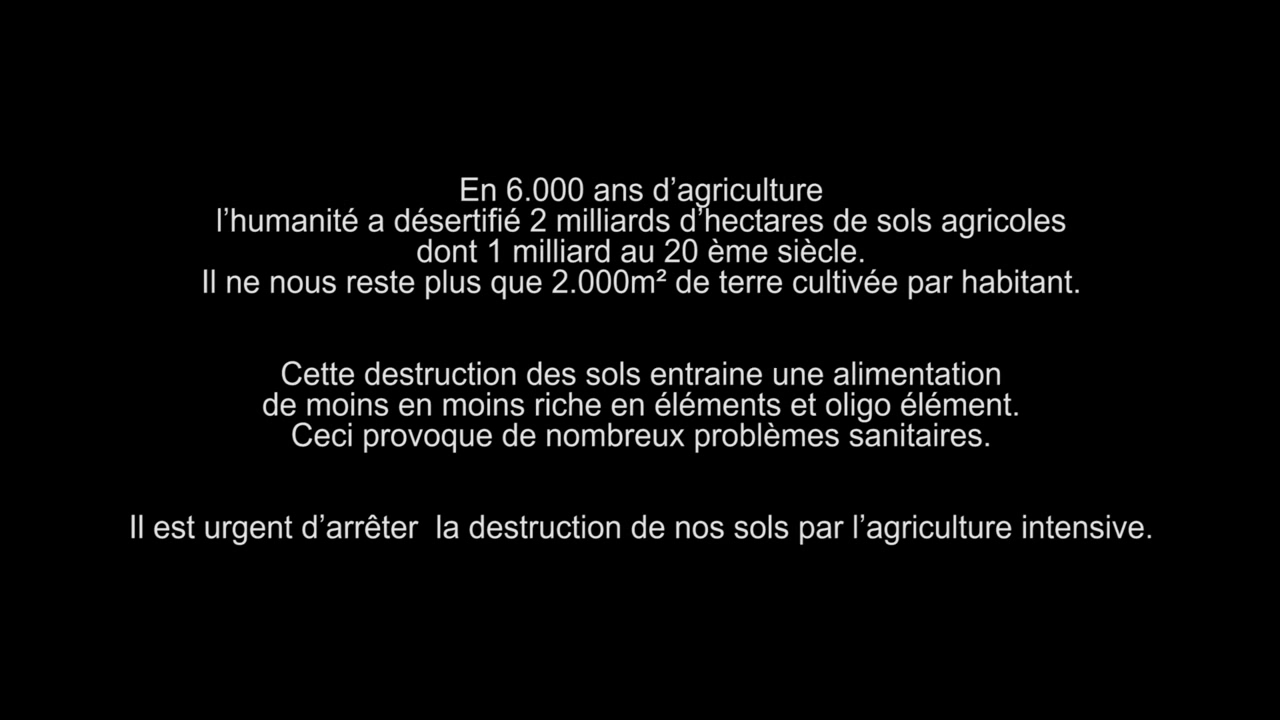 En 6.000 ans d’agriculture
l’humanité a désertifié 2 milliards d’hectares de sols agricoles
dont 1 milliard au 20 ème siècle.
Il ne nous reste plus que 2.000m² de terre cultivée par habitant.
Cette destruction des sols entraine une alimentation
de moins en moins riche en éléments et oligo élément.
Ceci provoque de nombreux problèmes sanitaires.
Il est urgent d’arrêter  la destruction de nos sols par l’agriculture intensive.